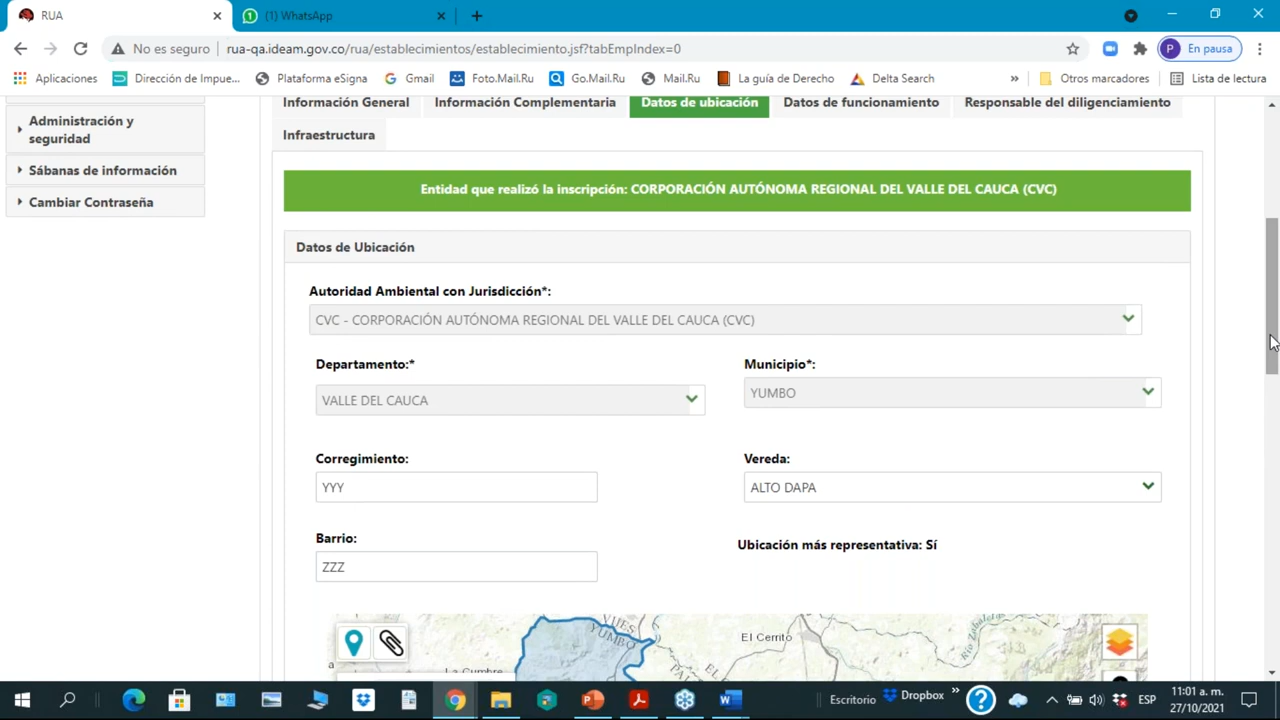 RUA
(1) WhatsApp
En pausa
No es seguro
rua-qa.ideam.gov.co/rua/establecimientos/establecimiento.jsf?tabEmpIndex=0
Aplicaciones
Dirección de Impue...
Plataforma eSigna
Gmail
Foto.Mail.Ru
Go.Mail.Ru
Mail.Ru
La guía de Derecho
Delta Search
»
Otros marcadores
Lista de lectura
Información General
Información Complementaria
Datos de ubicación
Datos de funcionamiento
Responsable del diligenciamiento
Infraestructura
Administración y
seguridad
Sábanas de información
Cambiar Contraseña
Entidad que realizó la inscripción: CORPORACIÓN AUTÓNOMA REGIONAL DEL VALLE DEL CAUCA (CVC)
Datos de Ubicación
Autoridad Ambiental con Jurisdicción*:
CVC - CORPORACIÓN AUTÓNOMA REGIONAL DEL VALLE DEL CAUCA (CVC)
Departamento:*
Municipio*:
VALLE DEL CAUCA
YUMBO
Corregimiento:
Vereda:
YYY
ALTO DAPA
Barrio:
Ubicación más representativa: Sí
ZZZ
VIJES
YUMBO
El Cerrito
La Cumbre
Escritorio
Dropbox
»
ESP
11:01 a. m.
27/10/2021